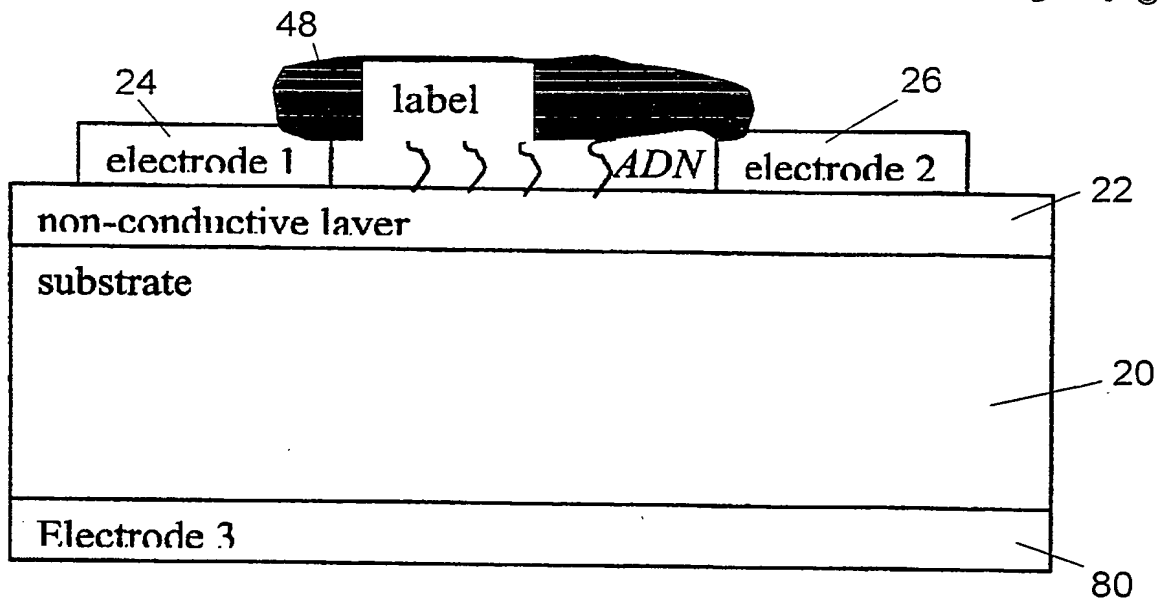 48
24
label
26
electrode 1
ADN
electrode 2
22
non-conductive layer
substrate
20
Electrode 3
80